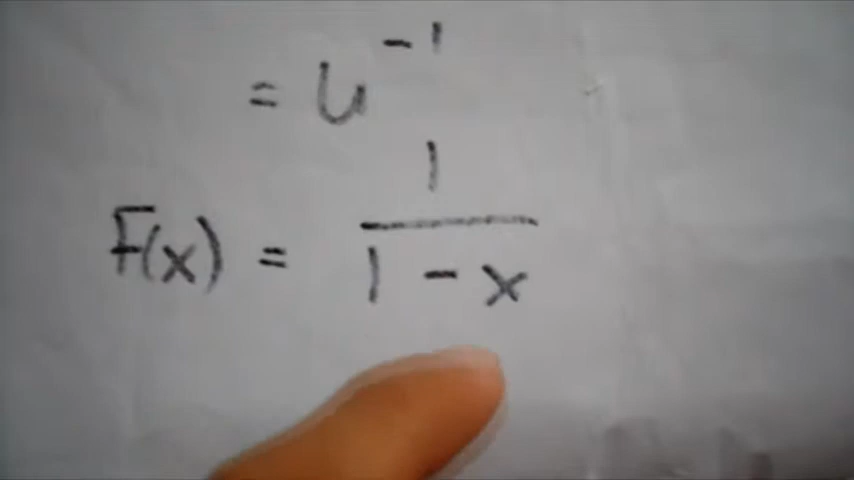 = u⁻¹
F(x) = 1/(1 - x)